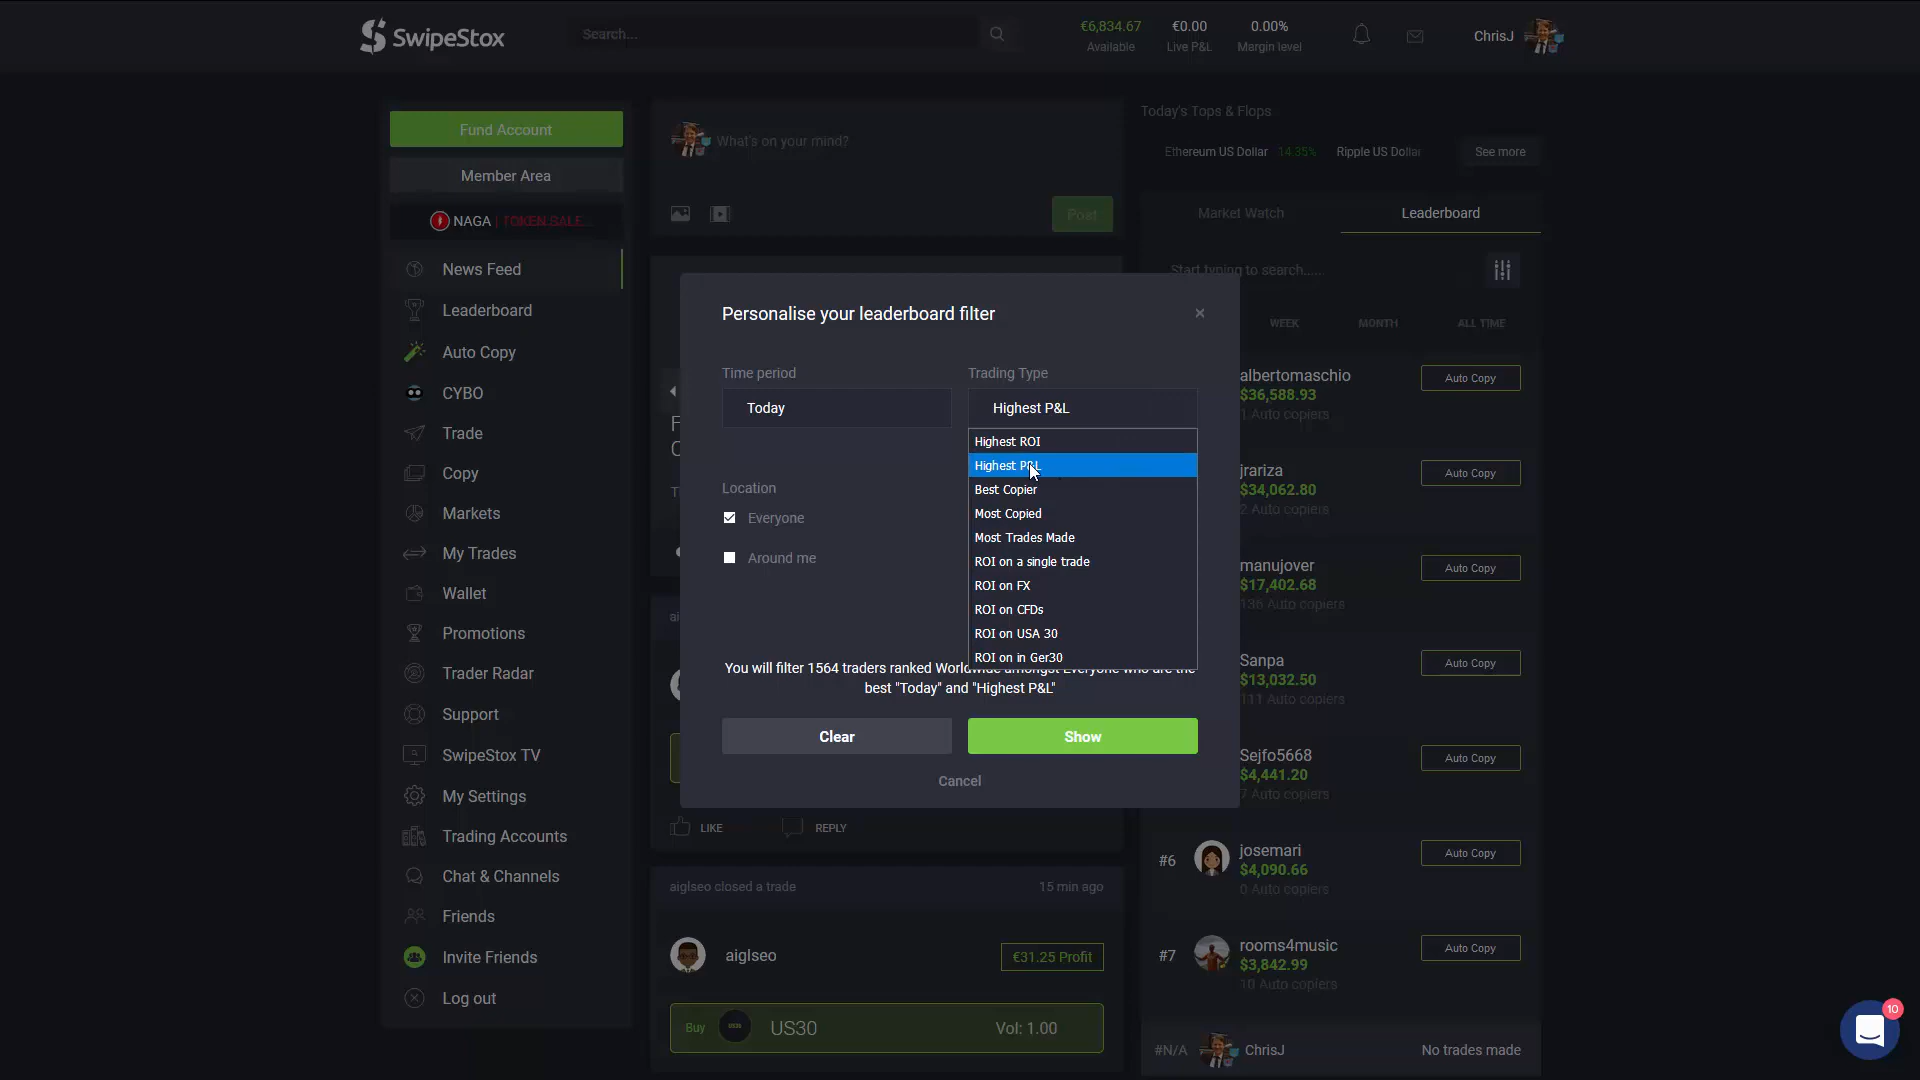 SwipeStox
Search...
€6,834.67
Available
€0.00
Live P&L
0.00%
Margin level
ChrisJ
Fund Account
Member Area
NAGA | TOKEN SALE...
News Feed
Leaderboard
Auto Copy
CYBO
Trade
Copy
Markets
My Trades
Wallet
Promotions
Trader Radar
Support
SwipeStox TV
My Settings
Trading Accounts
Chat & Channels
Friends
Invite Friends
Log out
What's on your mind?
Post
Personalise your leaderboard filter
Time period
Today
Trading Type
Highest P&L
Highest ROI
Highest P&L
Best Copier
Most Copied
Most Trades Made
ROI on a single trade
ROI on FX
ROI on CFDs
ROI on USA 30
ROI on in Ger30
Location
Everyone
Around me
You will filter 1564 traders ranked Worldwide amongst Everyone who are the
best "Today" and "Highest P&L"
Clear
Show
Cancel
LIKE
REPLY
aiglseo closed a trade
15 min ago
aiglseo
€31.25 Profit
Buy
US30
Vol: 1.00
Today's Tops & Flops
Ethereum US Dollar 14.35% Ripple US Dollar
See more
Market Watch
Leaderboard
Start typing to search......
WEEK
MONTH
ALL TIME
albertomaschio
$36,588.93
1 Auto copiers
Auto Copy
jrariza
$34,062.80
2 Auto copiers
Auto Copy
manujover
$17,402.68
136 Auto copiers
Auto Copy
Sanpa
$13,032.50
111 Auto copiers
Auto Copy
Sejfo5668
$4,441.20
7 Auto copiers
Auto Copy
#6
josemari
$4,090.66
0 Auto copiers
Auto Copy
#7
rooms4music
$3,842.99
10 Auto copiers
Auto Copy
#N/A
ChrisJ
No trades made
10